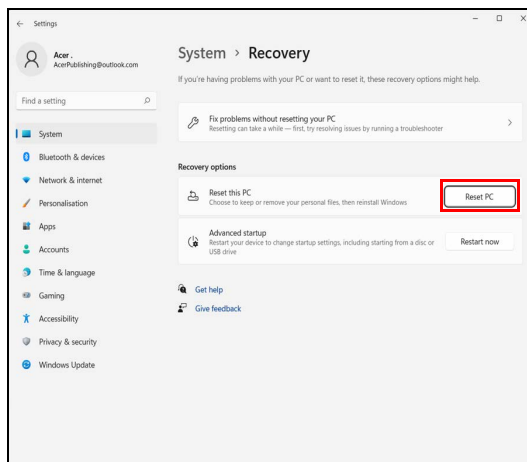 Settings
Acer .
AcerPublishing@outlook.com
Find a setting
System
Bluetooth & devices
Network & internet
Personalisation
Apps
Accounts
Time & language
Gaming
Accessibility
Privacy & security
Windows Update
System > Recovery
If you're having problems with your PC or want to reset it, these recovery options might help.
Fix problems without resetting your PC
Resetting can take a while — first, try resolving issues by running a troubleshooter
Recovery options
Reset this PC
Choose to keep or remove your personal files, then reinstall Windows
Reset PC
Advanced startup
Restart your device to change startup settings, including starting from a disc or
USB drive
Restart now
Get help
Give feedback